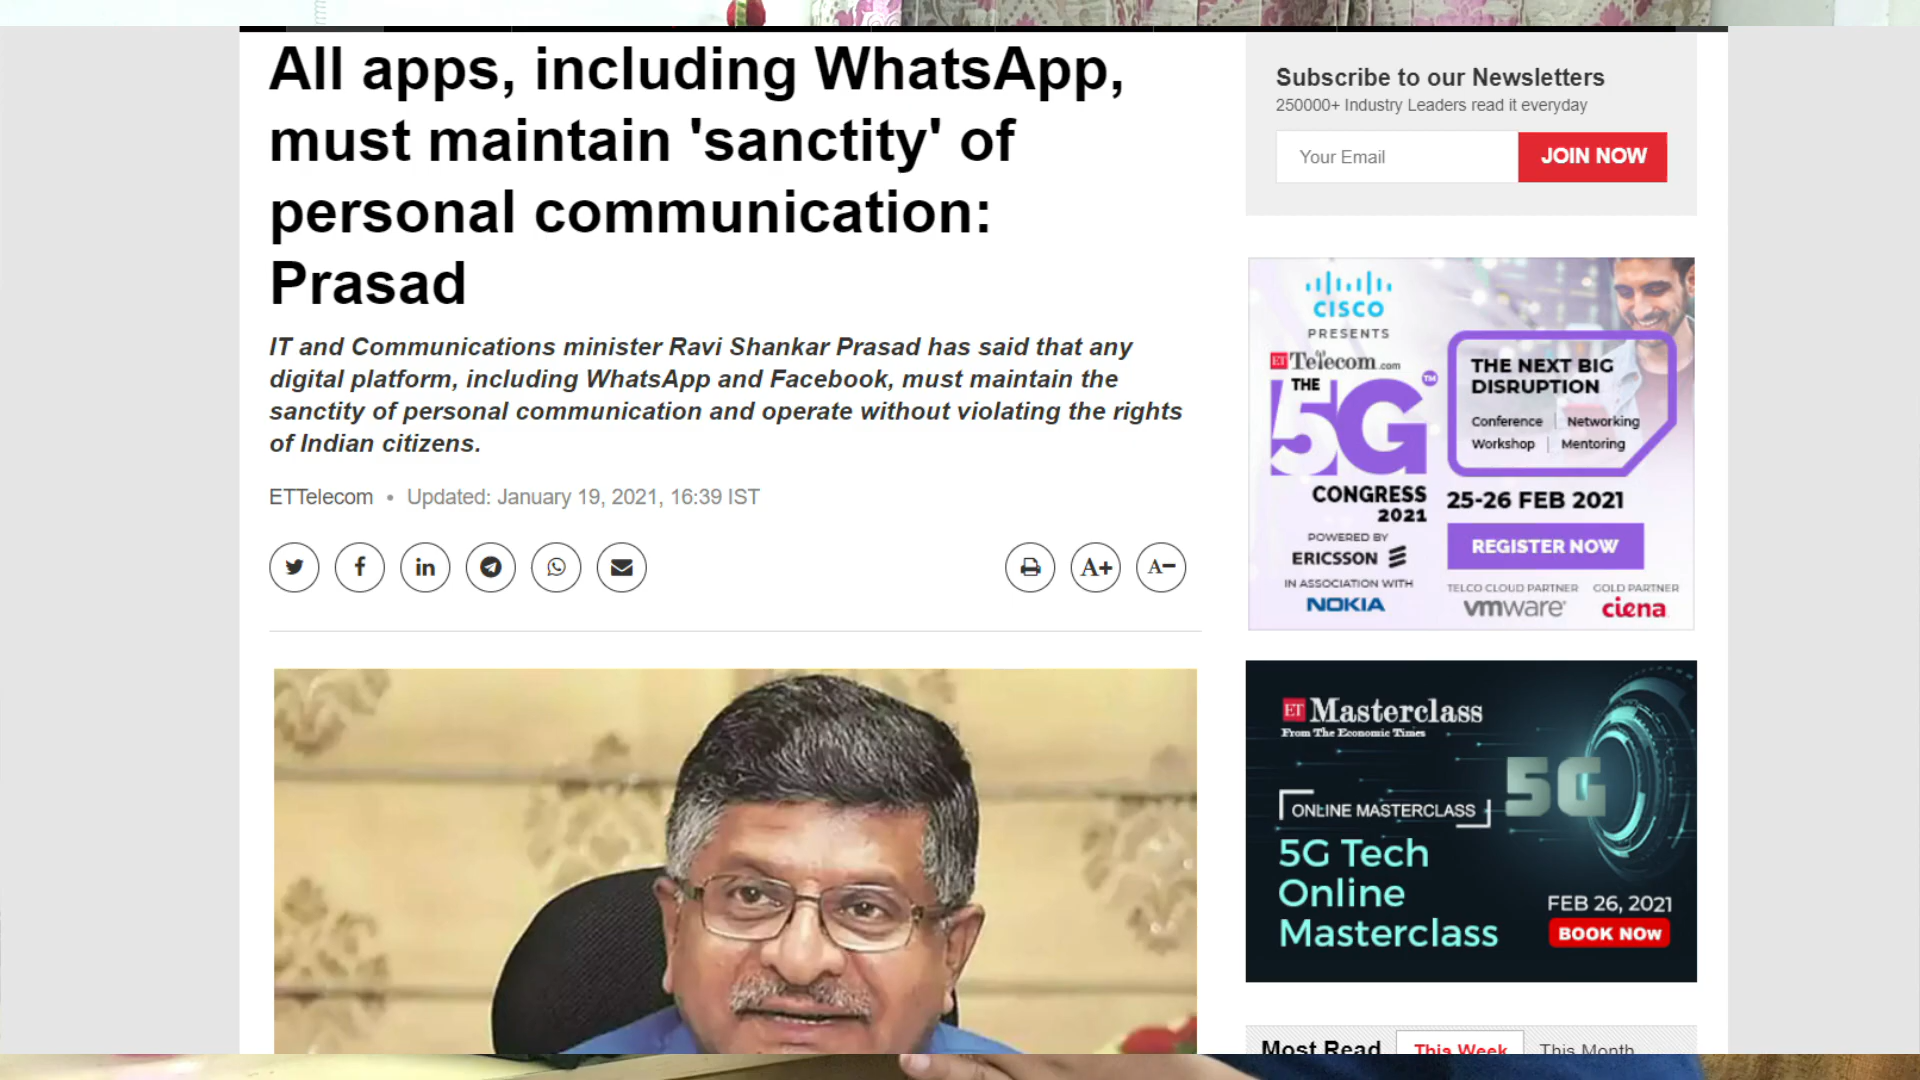 All apps, including WhatsApp,
must maintain 'sanctity' of
personal communication:
Prasad
IT and Communications minister Ravi Shankar Prasad has said that any
digital platform, including WhatsApp and Facebook, must maintain the
sanctity of personal communication and operate without violating the rights
of Indian citizens.
ETTelecom • Updated: January 19, 2021, 16:39 IST
A+
A−
Subscribe to our Newsletters
250000+ Industry Leaders read it everyday
Your Email
JOIN NOW
CISCO
PRESENTS
ET Telecom.com
THE
5G™
CONGRESS
2021
POWERED BY
ERICSSON
IN ASSOCIATION WITH
NOKIA
THE NEXT BIG
DISRUPTION
Conference | Networking
Workshop | Mentoring
25-26 FEB 2021
REGISTER NOW
TELCO CLOUD PARTNER
vmware®
GOLD PARTNER
ciena
ET Masterclass
From The Economic Times
ONLINE MASTERCLASS
5G
5G Tech
Online
Masterclass
FEB 26, 2021
BOOK NOW
Most Read
This Week
This Month